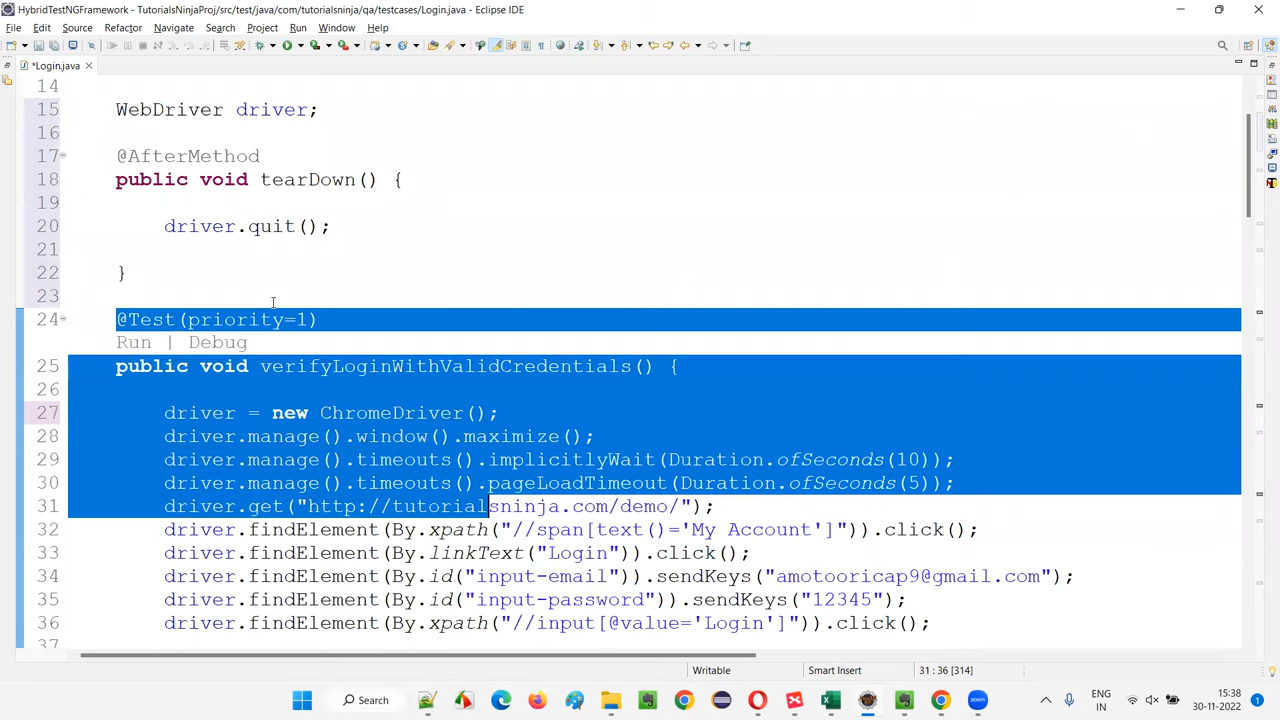 HybridTestNGFramework - TutorialsNinjaProj/src/test/java/com/tutorialsninja/qa/testcases/Login.java - Eclipse IDE
File Edit Source Refactor Navigate Search Project Run Window Help
*Login.java
14
15 WebDriver driver;
16
17 @AfterMethod
18 public void tearDown() {
19
20 driver.quit();
21
22 }
23
24 @Test(priority=1)
Run | Debug
25 public void verifyLoginWithValidCredentials() {
26
27 driver = new ChromeDriver();
28 driver.manage().window().maximize();
29 driver.manage().timeouts().implicitlyWait(Duration.ofSeconds(10));
30 driver.manage().timeouts().pageLoadTimeout(Duration.ofSeconds(5));
31 driver.get("http://tutorialsninja.com/demo/");
32 driver.findElement(By.xpath("//span[text()='My Account']")).click();
33 driver.findElement(By.linkText("Login")).click();
34 driver.findElement(By.id("input-email")).sendKeys("amotooricap9@gmail.com");
35 driver.findElement(By.id("input-password")).sendKeys("12345");
36 driver.findElement(By.xpath("//input[@value='Login']")).click();
37
Writable Smart Insert 31 : 36 [314]
Search
ENG
IN
15:38
30-11-2022
zoom
1